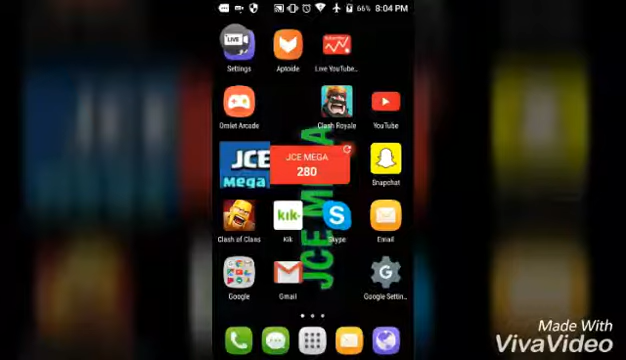 66% 8:04 PM
LIVE
Settings
Aptoide
Live YouTube..
Omlet Arcade
Clash Royale
YouTube
JCE
Mega
JCE MEGA
280
Snapchat
JCE MEGA
Clash of Clans
kik
Kik
Skype
Email
Google
Gmail
Google Settin..
Made With
VivaVideo